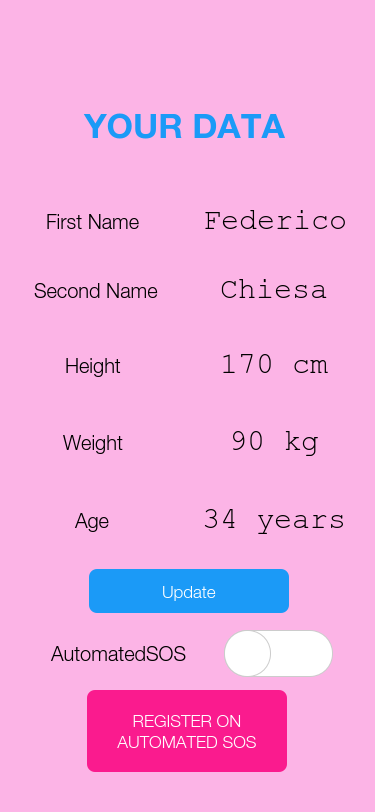 YOUR DATA
First Name Federico
Second Name Chiesa
Height 170 cm
Weight 90 kg
Age 34 years
Update
AutomatedSOS
REGISTER ON
AUTOMATED SOS